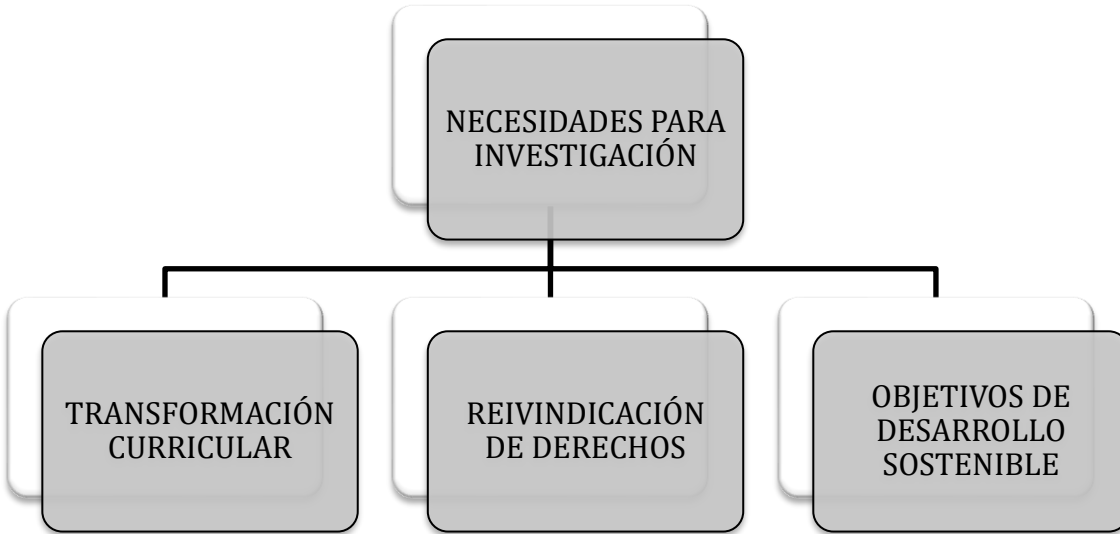 NECESIDADES PARA
INVESTIGACIÓN
TRANSFORMACIÓN
CURRICULAR
REIVINDICACIÓN
DE DERECHOS
OBJETIVOS DE
DESARROLLO
SOSTENIBLE